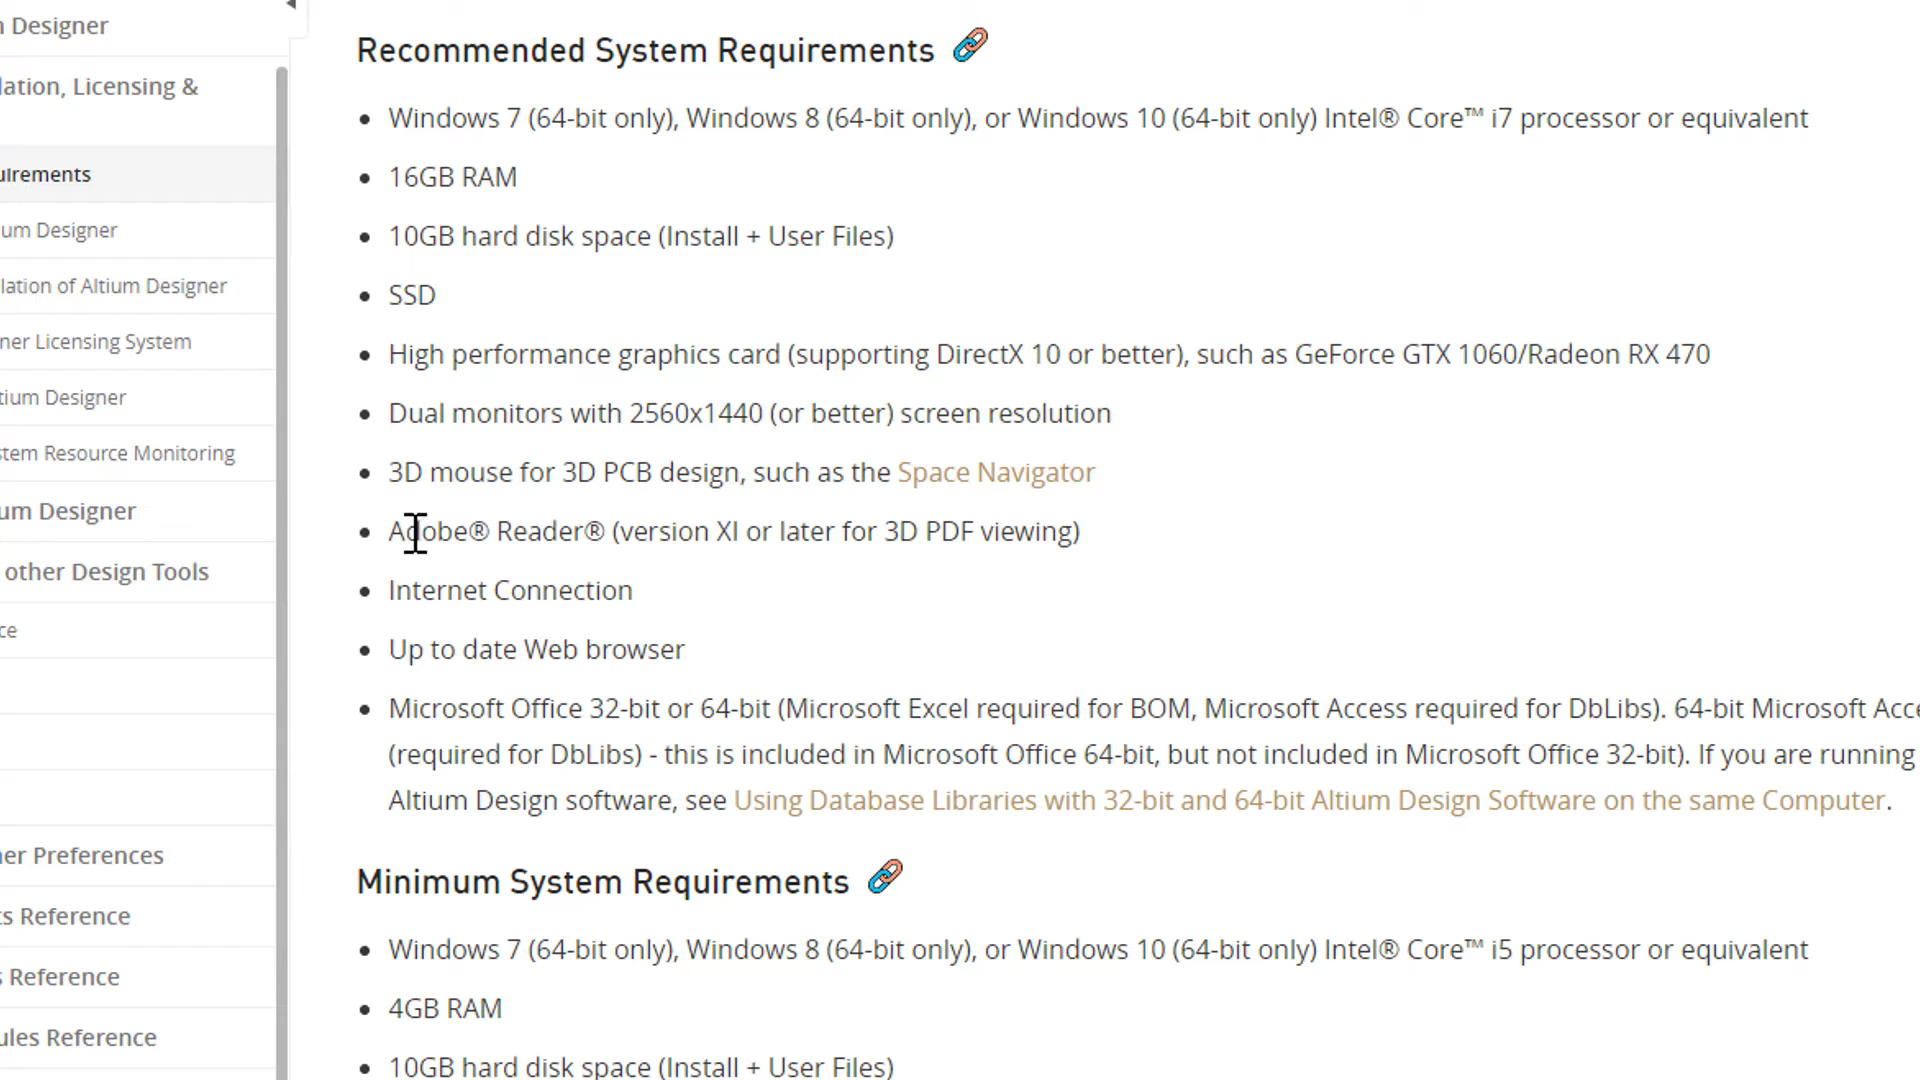 n Designer
lation, Licensing &
uirements
um Designer
lation of Altium Designer
ner Licensing System
tium Designer
stem Resource Monitoring
um Designer
other Design Tools
ce
ner Preferences
ts Reference
s Reference
ules Reference
Recommended System Requirements
• Windows 7 (64-bit only), Windows 8 (64-bit only), or Windows 10 (64-bit only) Intel® Core™ i7 processor or equivalent
• 16GB RAM
• 10GB hard disk space (Install + User Files)
• SSD
• High performance graphics card (supporting DirectX 10 or better), such as GeForce GTX 1060/Radeon RX 470
• Dual monitors with 2560x1440 (or better) screen resolution
• 3D mouse for 3D PCB design, such as the Space Navigator
• Adobe® Reader® (version XI or later for 3D PDF viewing)
• Internet Connection
• Up to date Web browser
• Microsoft Office 32-bit or 64-bit (Microsoft Excel required for BOM, Microsoft Access required for DbLibs). 64-bit Microsoft Acce
(required for DbLibs) - this is included in Microsoft Office 64-bit, but not included in Microsoft Office 32-bit). If you are running
Altium Design software, see Using Database Libraries with 32-bit and 64-bit Altium Design Software on the same Computer.
Minimum System Requirements
• Windows 7 (64-bit only), Windows 8 (64-bit only), or Windows 10 (64-bit only) Intel® Core™ i5 processor or equivalent
• 4GB RAM
• 10GB hard disk space (Install + User Files)